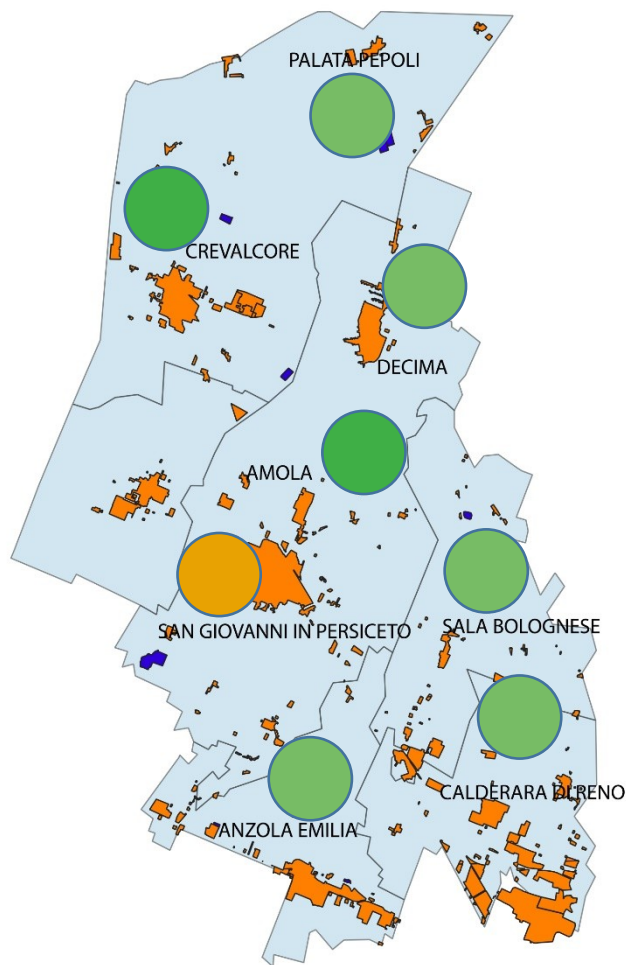 PALATA PEPOLI
CREVALCORE
DECIMA
AMOLA
SAN GIOVANNI IN PERSICETO
SALA BOLOGNESE
CALDERARA DI RENO
ANZOLA EMILIA